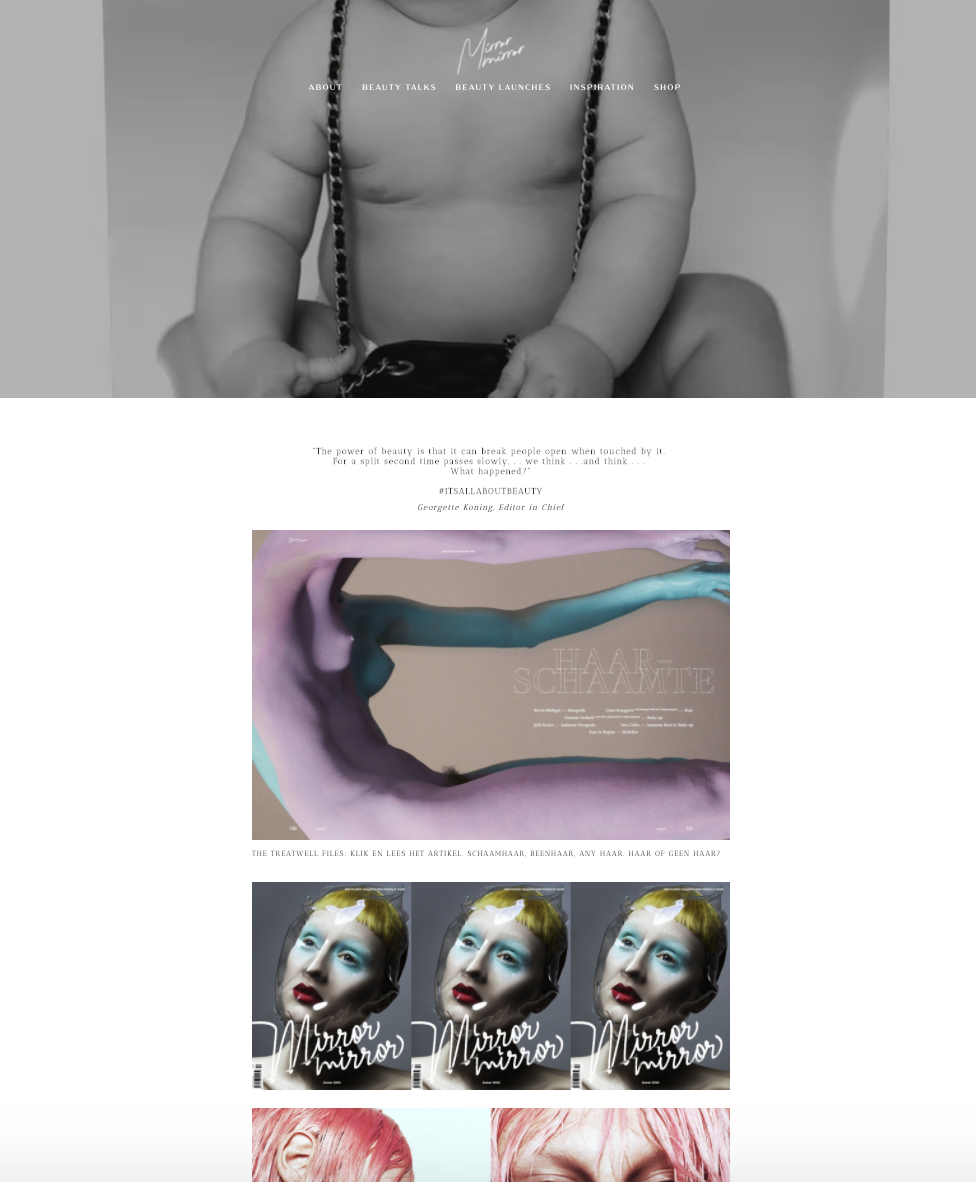 Mirror
mirror
ABOUT BEAUTY TALKS BEAUTY LAUNCHES INSPIRATION SHOP
"The power of beauty is that it can break people open when touched by it.
For a split second time passes slowly. . . we think . . .and think . . .
What happened?"
#ITSALLABOUTBEAUTY
Georgette Koning, Editor in Chief
HAAR-
SCHAAMTE
THE TREATWELL FILES: KLIK EN LEES HET ARTIKEL. SCHAAMHAAR, BEENHAAR, ANY HAAR. HAAR OF GEEN HAAR?
Mirror Mirror Mirror
mirror mirror mirror